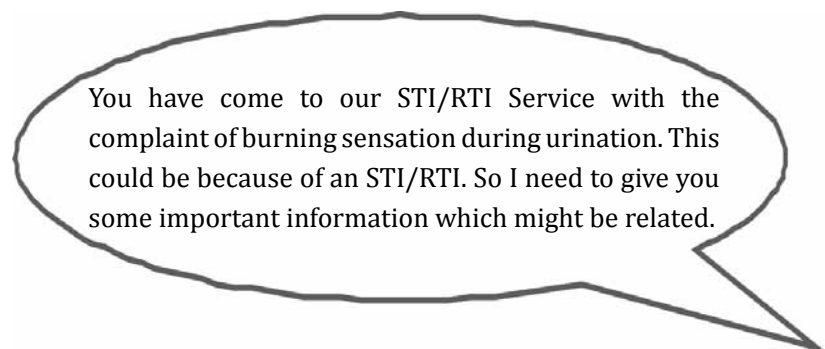 You have come to our STI/RTI Service with the
complaint of burning sensation during urination. This
could be because of an STI/RTI. So I need to give you
some important information which might be related.